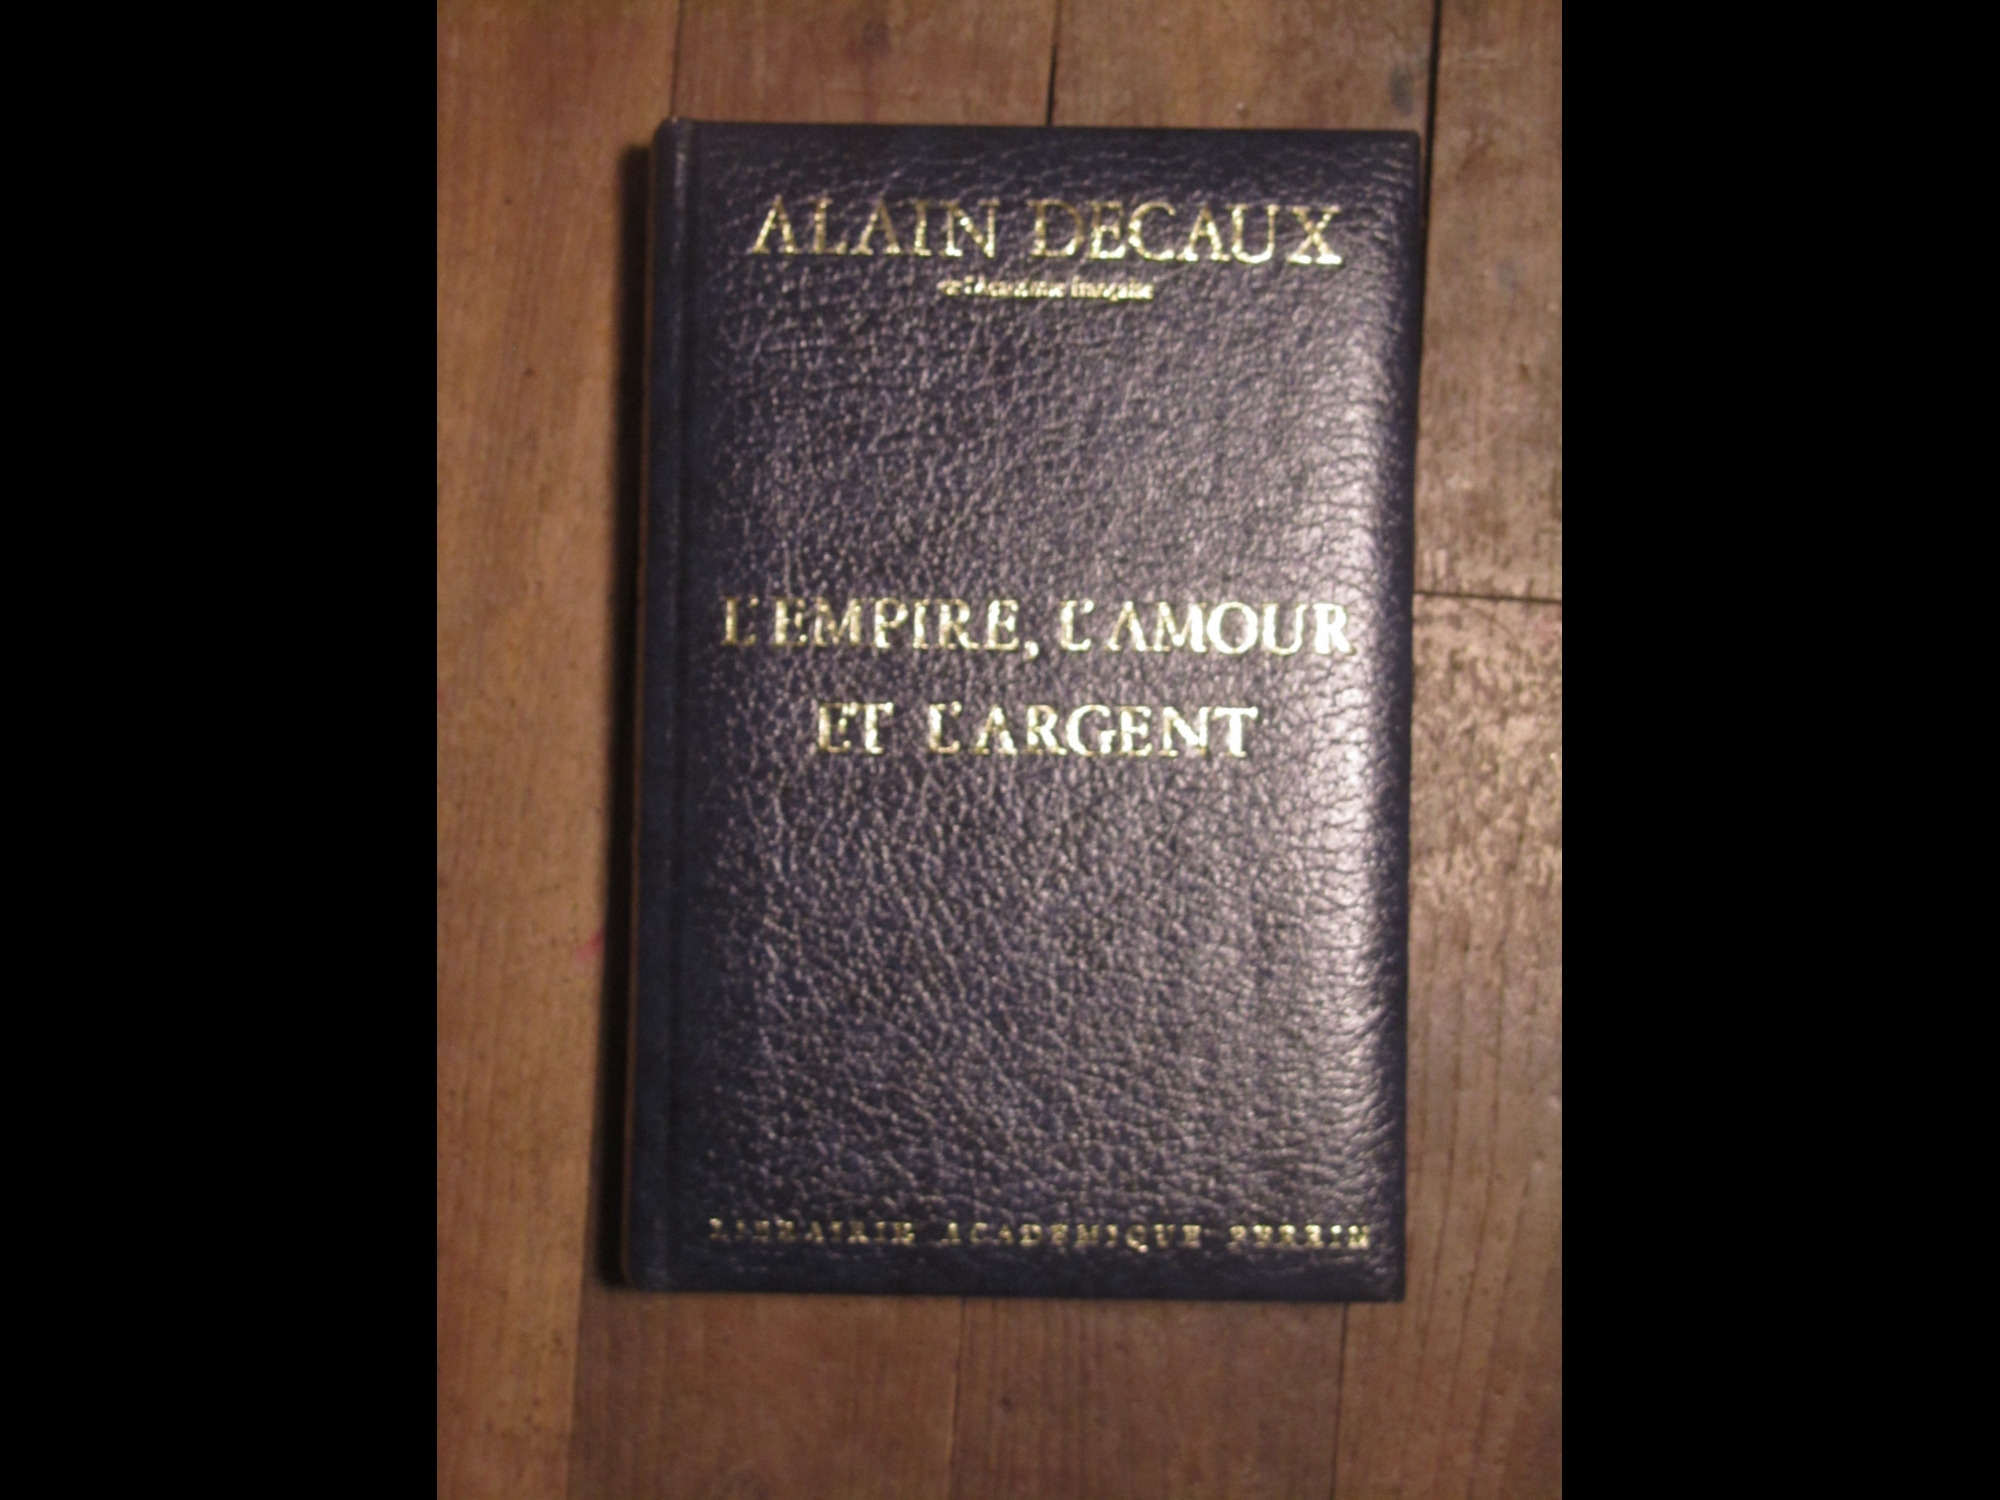 ALAIN DECAUX
de l'Académie française
L'EMPIRE, L'AMOUR
ET L'ARGENT
LIBRAIRIE ACADÉMIQUE PERRIN